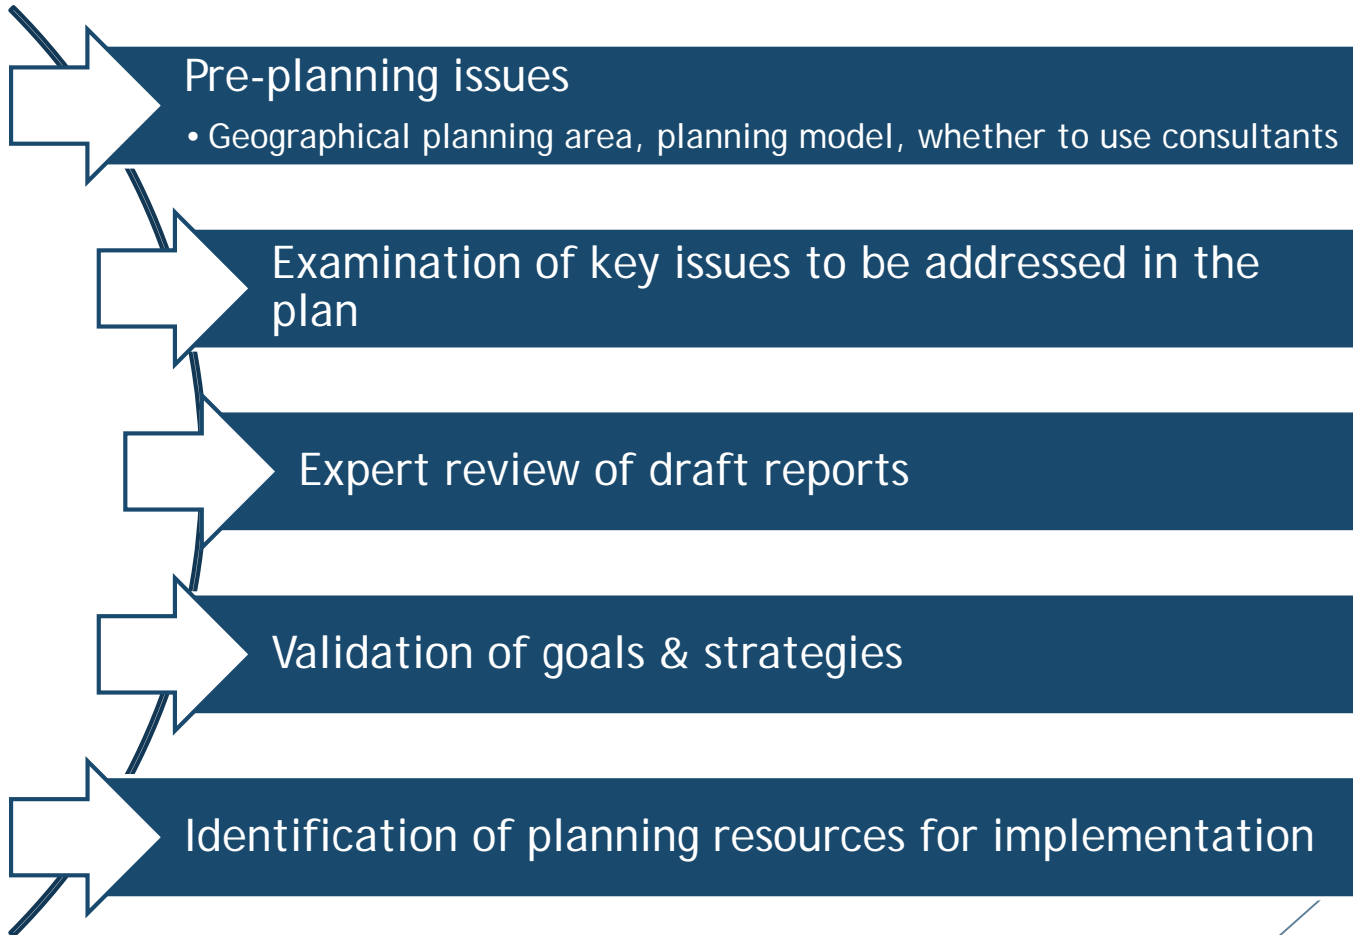 Pre-planning issues
• Geographical planning area, planning model, whether to use consultants
Examination of key issues to be addressed in the
plan
Expert review of draft reports
Validation of goals & strategies
Identification of planning resources for implementation